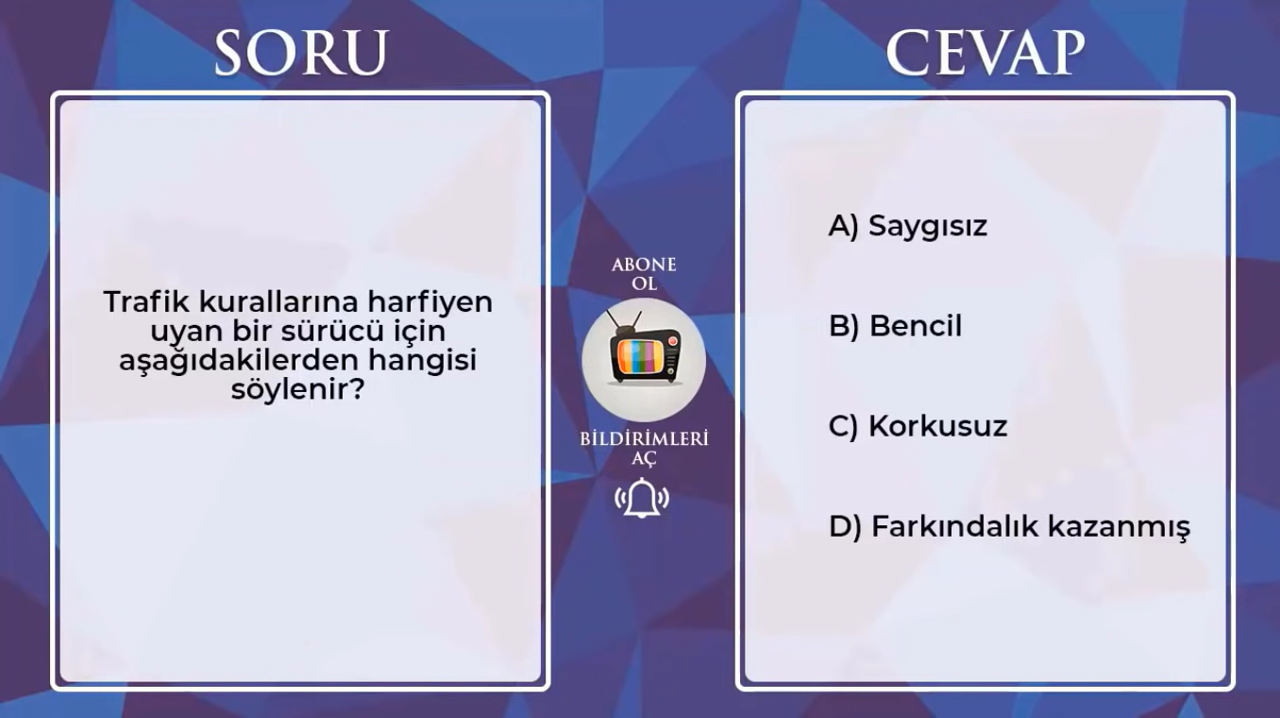 SORU
Trafik kurallarına harfiyen
uyan bir sürücü için
aşağıdakilerden hangisi
söylenir?
ABONE
OL
BİLDİRİMLERİ
AÇ
CEVAP
A) Saygısız
B) Bencil
C) Korkusuz
D) Farkındalık kazanmış